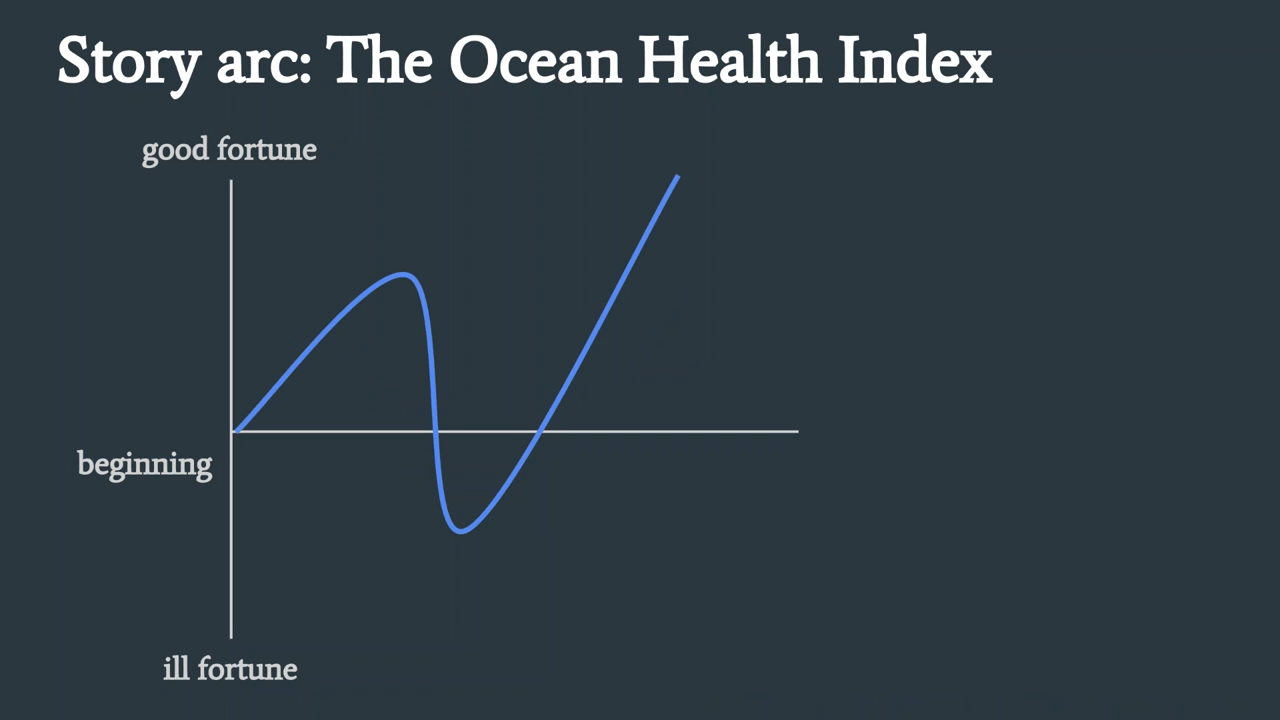 Story arc: The Ocean Health Index
good fortune
beginning
ill fortune